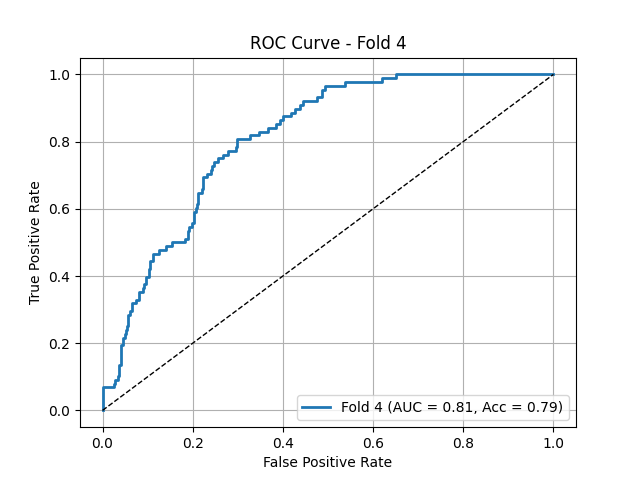 ROC Curve - Fold 4
True Positive Rate
1.0
0.8
0.6
0.4
0.2
0.0
Fold 4 (AUC = 0.81, Acc = 0.79)
0.0 0.2 0.4 0.6 0.8 1.0
False Positive Rate